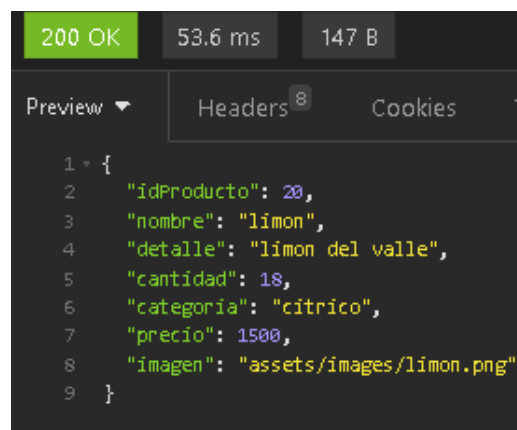 200 OK 53.6 ms 147 B
Preview Headers 8 Cookies
1 {
2 "idProducto": 20,
3 "nombre": "limon",
4 "detalle": "limon del valle",
5 "cantidad": 18,
6 "categoria": "citrico",
7 "precio": 1500,
8 "imagen": "assets/images/limon.png"
9 }